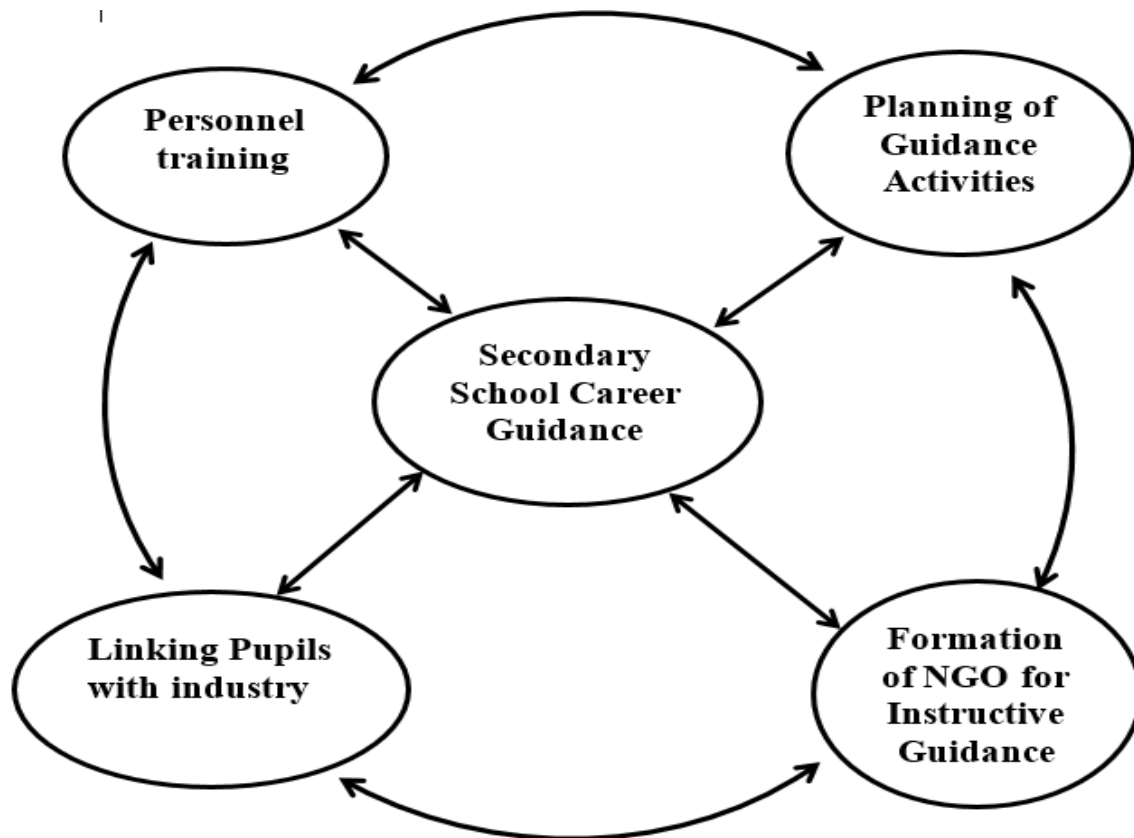 Personnel
training
Planning of
Guidance
Activities
Secondary
School Career
Guidance
Linking Pupils
with industry
Formation
of NGO for
Instructive
Guidance